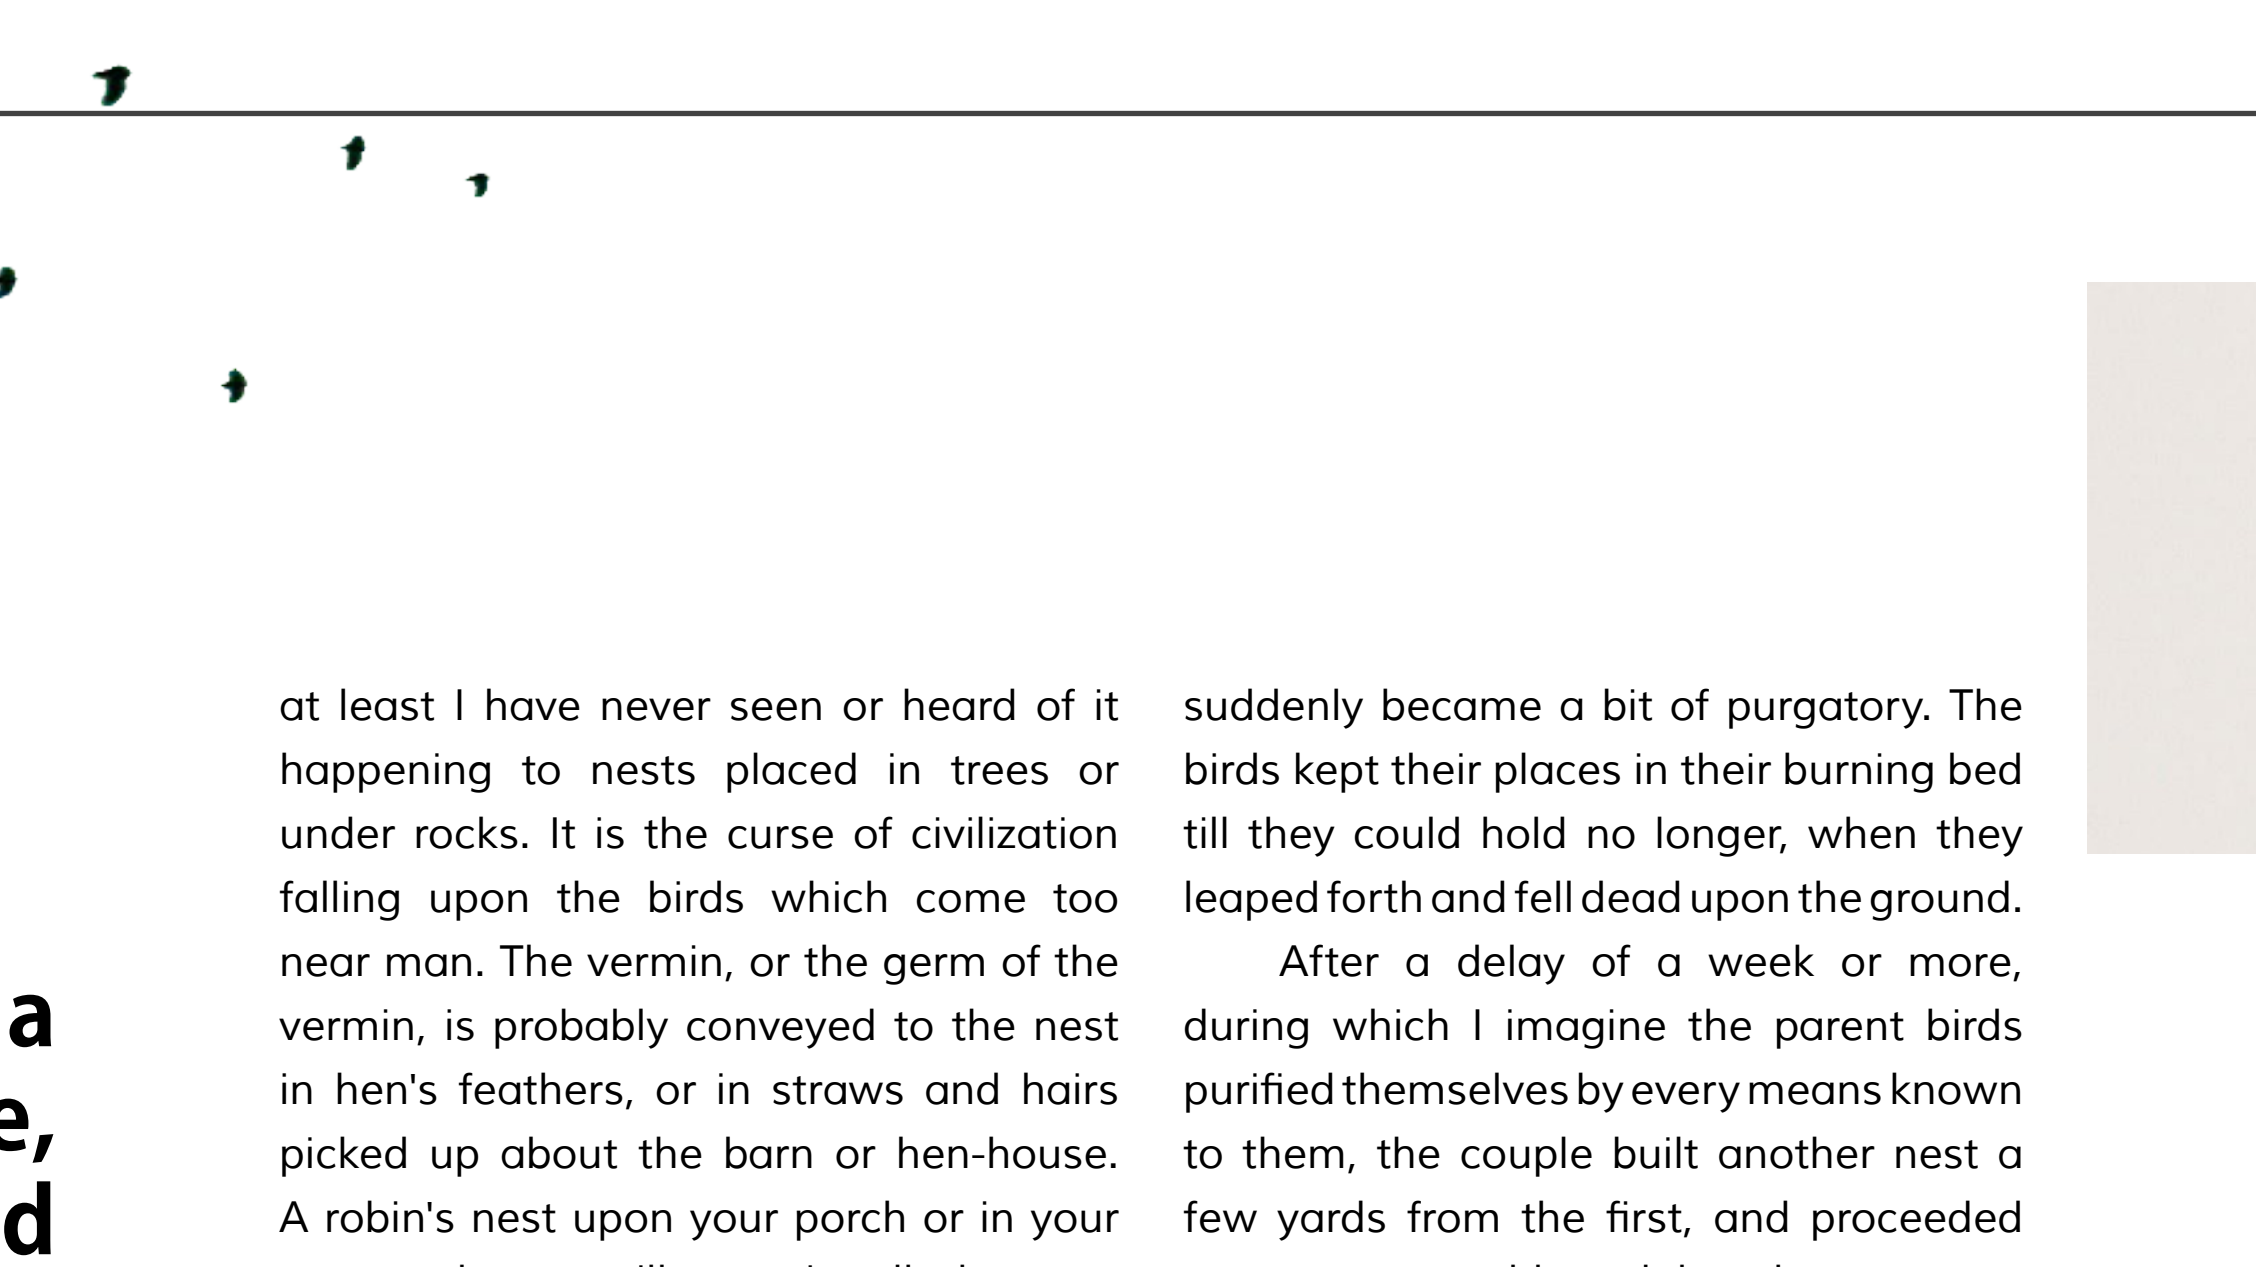 a
e,
d
at least I have never seen or heard of it
happening to nests placed in trees or
under rocks. It is the curse of civilization
falling upon the birds which come too
near man. The vermin, or the germ of the
vermin, is probably conveyed to the nest
in hen's feathers, or in straws and hairs
picked up about the barn or hen-house.
A robin's nest upon your porch or in your
suddenly became a bit of purgatory. The
birds kept their places in their burning bed
till they could hold no longer, when they
leaped forth and fell dead upon the ground.
After a delay of a week or more,
during which I imagine the parent birds
purified themselves by every means known
to them, the couple built another nest a
few yards from the first, and proceeded